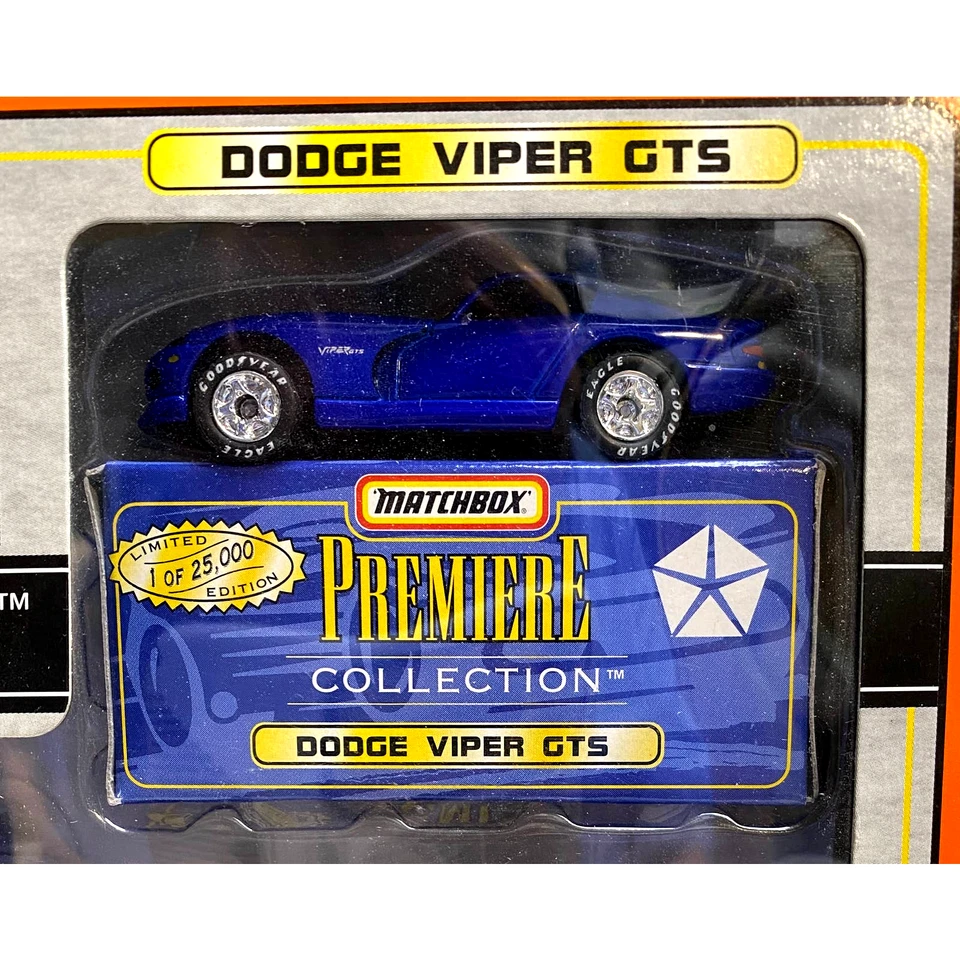 DODGE VIPER GTS
VIPER GTS
GOODYEAR
EAGLE
EAGLE
GOODYEAR
MATCHBOX®
LIMITED
1 OF 25,000
EDITION
PREMIERE
COLLECTION™
DODGE VIPER GTS
TM